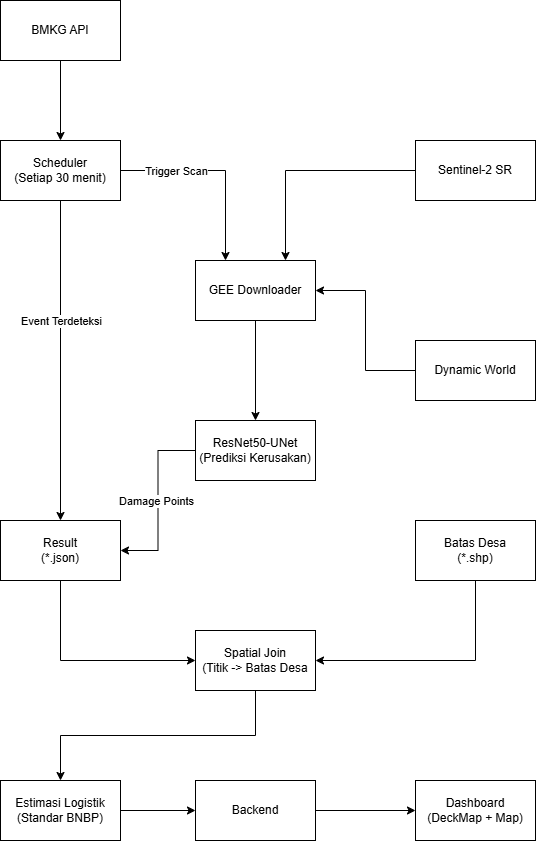 BMKG API
Scheduler
(Setiap 30 menit)
Trigger Scan
Sentinel-2 SR
GEE Downloader
Event Terdeteksi
Dynamic World
ResNet50-UNet
(Prediksi Kerusakan)
Damage Points
Result
(*.json)
Batas Desa
(*.shp)
Spatial Join
(Titik -> Batas Desa
Estimasi Logistik
(Standar BNBP)
Backend
Dashboard
(DeckMap + Map)